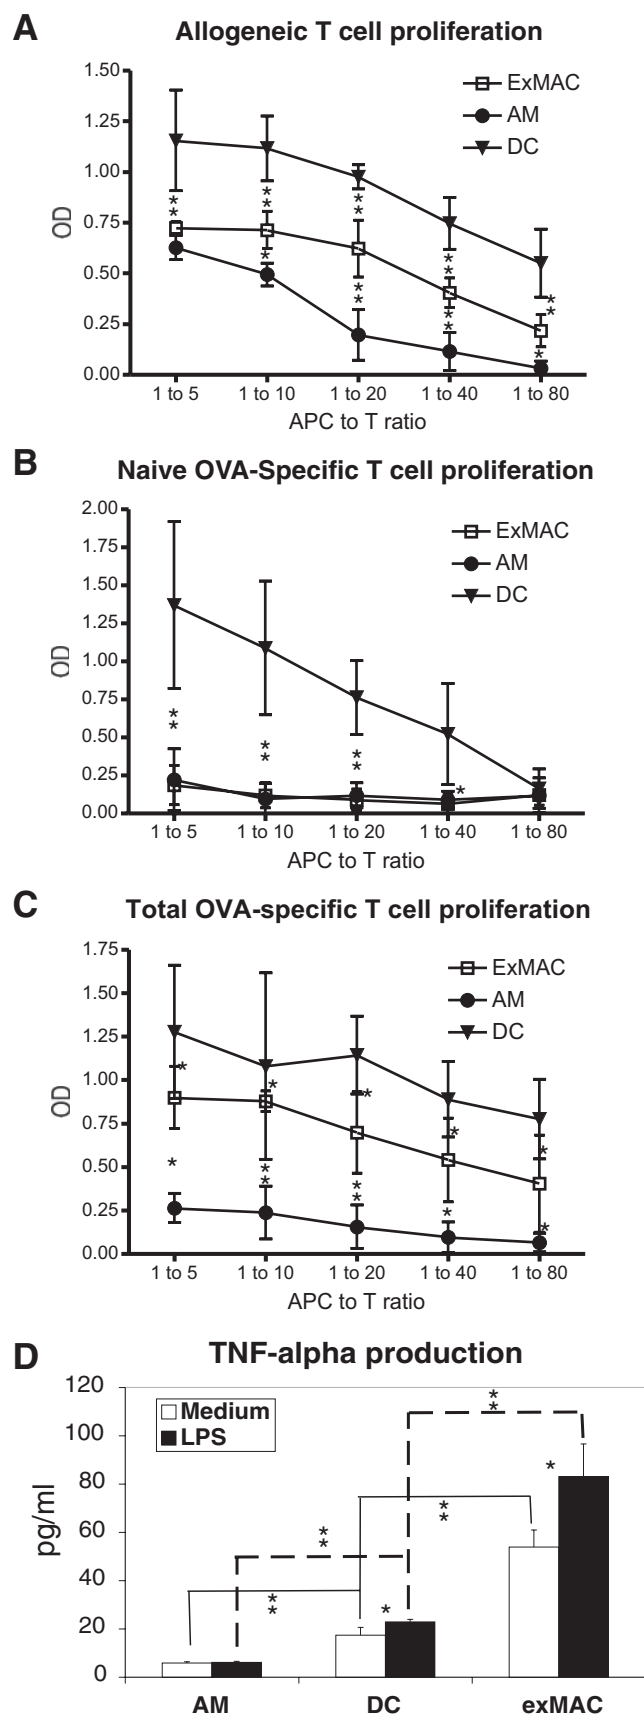 A
Allogeneic T cell proliferation
1.50
1.25
1.00
0.75
0.50
0.25
0.00
OD
ExMAC
AM
DC
**
**
**
**
**
*
**
**
*
1 to 5
1 to 10
1 to 20
1 to 40
1 to 80
APC to T ratio
B
Naive OVA-Specific T cell proliferation
2.00
1.75
1.50
1.25
1.00
0.75
0.50
0.25
0.00
OD
ExMAC
AM
DC
**
**
**
*
1 to 5
1 to 10
1 to 20
1 to 40
1 to 80
APC to T ratio
C
Total OVA-specific T cell proliferation
1.75
1.50
1.25
1.00
0.75
0.50
0.25
0.00
OD
ExMAC
AM
DC
*
*
*
*
*
*
**
**
*
*
1 to 5
1 to 10
1 to 20
1 to 40
1 to 80
APC to T ratio
D
TNF-alpha production
120
100
80
60
40
20
0
pg/ml
Medium
LPS
**
**
**
**
*
*
AM
DC
exMAC